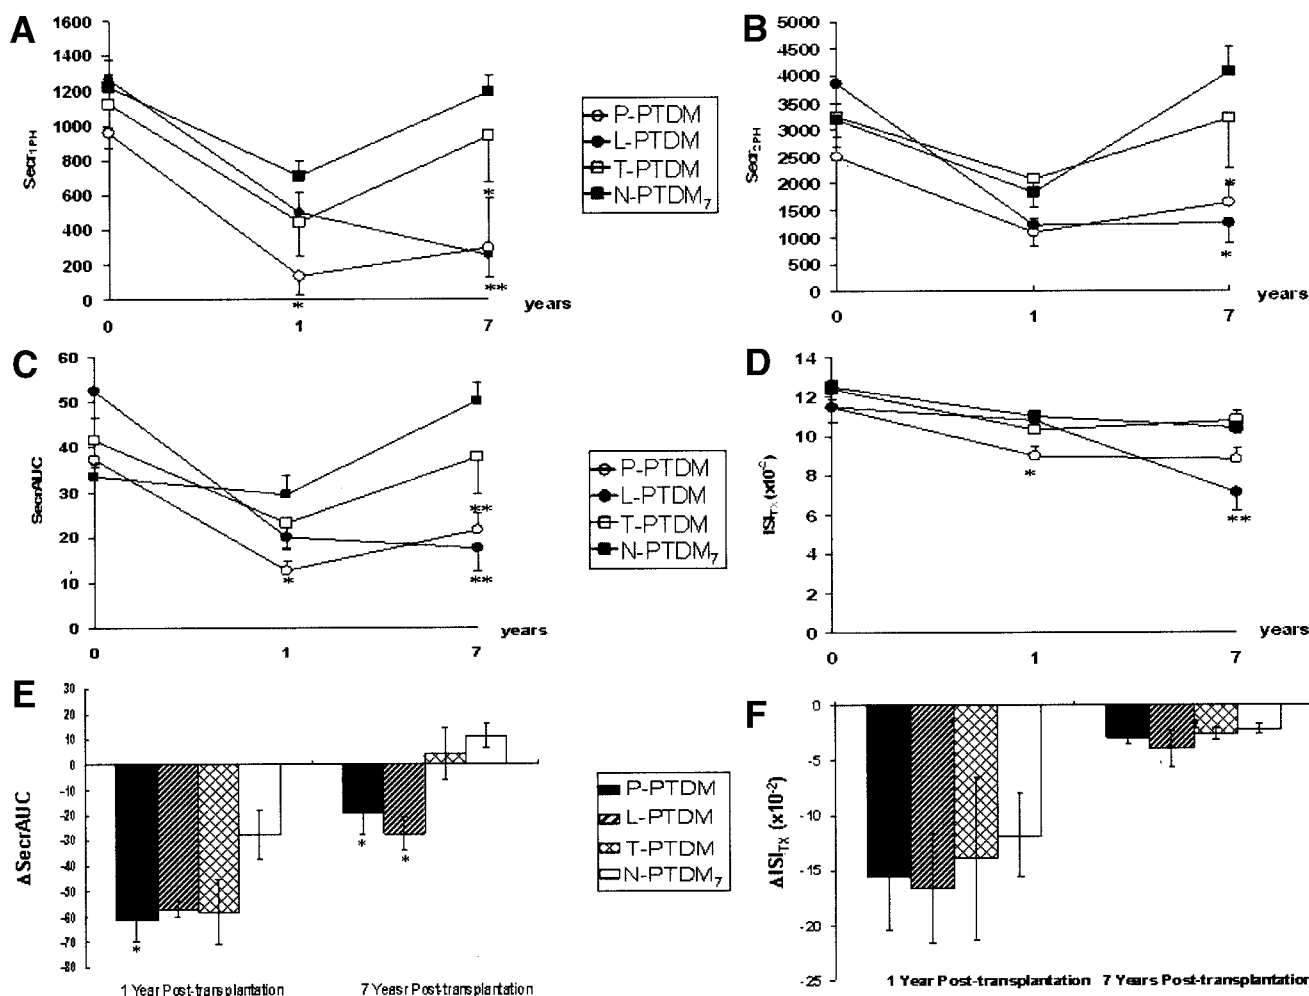 A
1600
1400
1200
1000
800
600
400
200
0
Secr1PH
0
1
7
years
*
*
**
P-PTDM
L-PTDM
T-PTDM
N-PTDM7
B
5000
4500
4000
3500
3000
2500
2000
1500
1000
500
0
Secr2PH
0
1
7
years
*
*
C
60
50
40
30
20
10
0
SecrAUC
0
1
7
years
*
**
**
P-PTDM
L-PTDM
T-PTDM
N-PTDM7
D
14
12
10
8
6
4
2
0
0
1
7
years
*
**
E
30
20
10
0
-10
-20
-30
-40
-50
-60
-70
-80
ΔSecrAUC
*
*
*
1 Year Post-transplantation
7 Yeasr Post-transplantation
P-PTDM
L-PTDM
T-PTDM
N-PTDM7
F
0
-5
-10
-15
-20
-25
ΔISITX (x10-2)
1 Year Post-transplantation
7 Years Post-transplantation